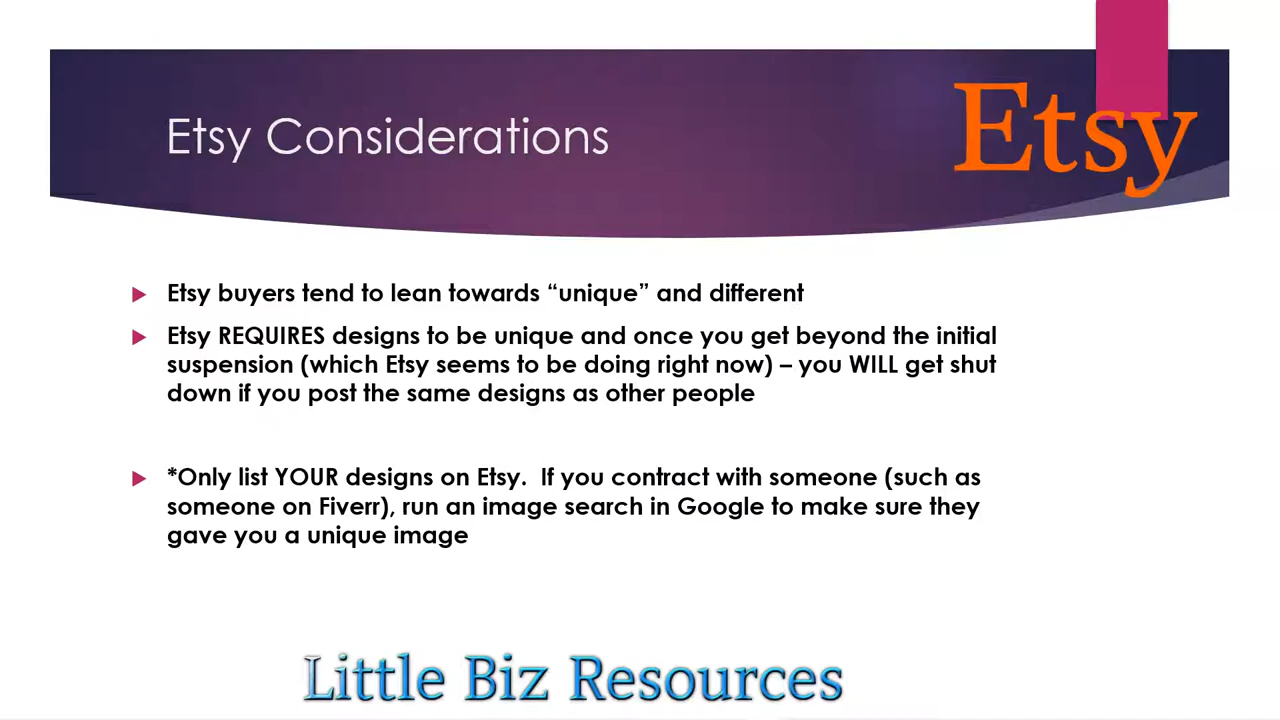 Etsy Considerations
Etsy
Etsy buyers tend to lean towards “unique” and different
Etsy REQUIRES designs to be unique and once you get beyond the initial
suspension (which Etsy seems to be doing right now) – you WILL get shut
down if you post the same designs as other people
*Only list YOUR designs on Etsy.  If you contract with someone (such as
someone on Fiverr), run an image search in Google to make sure they
gave you a unique image
Little Biz Resources